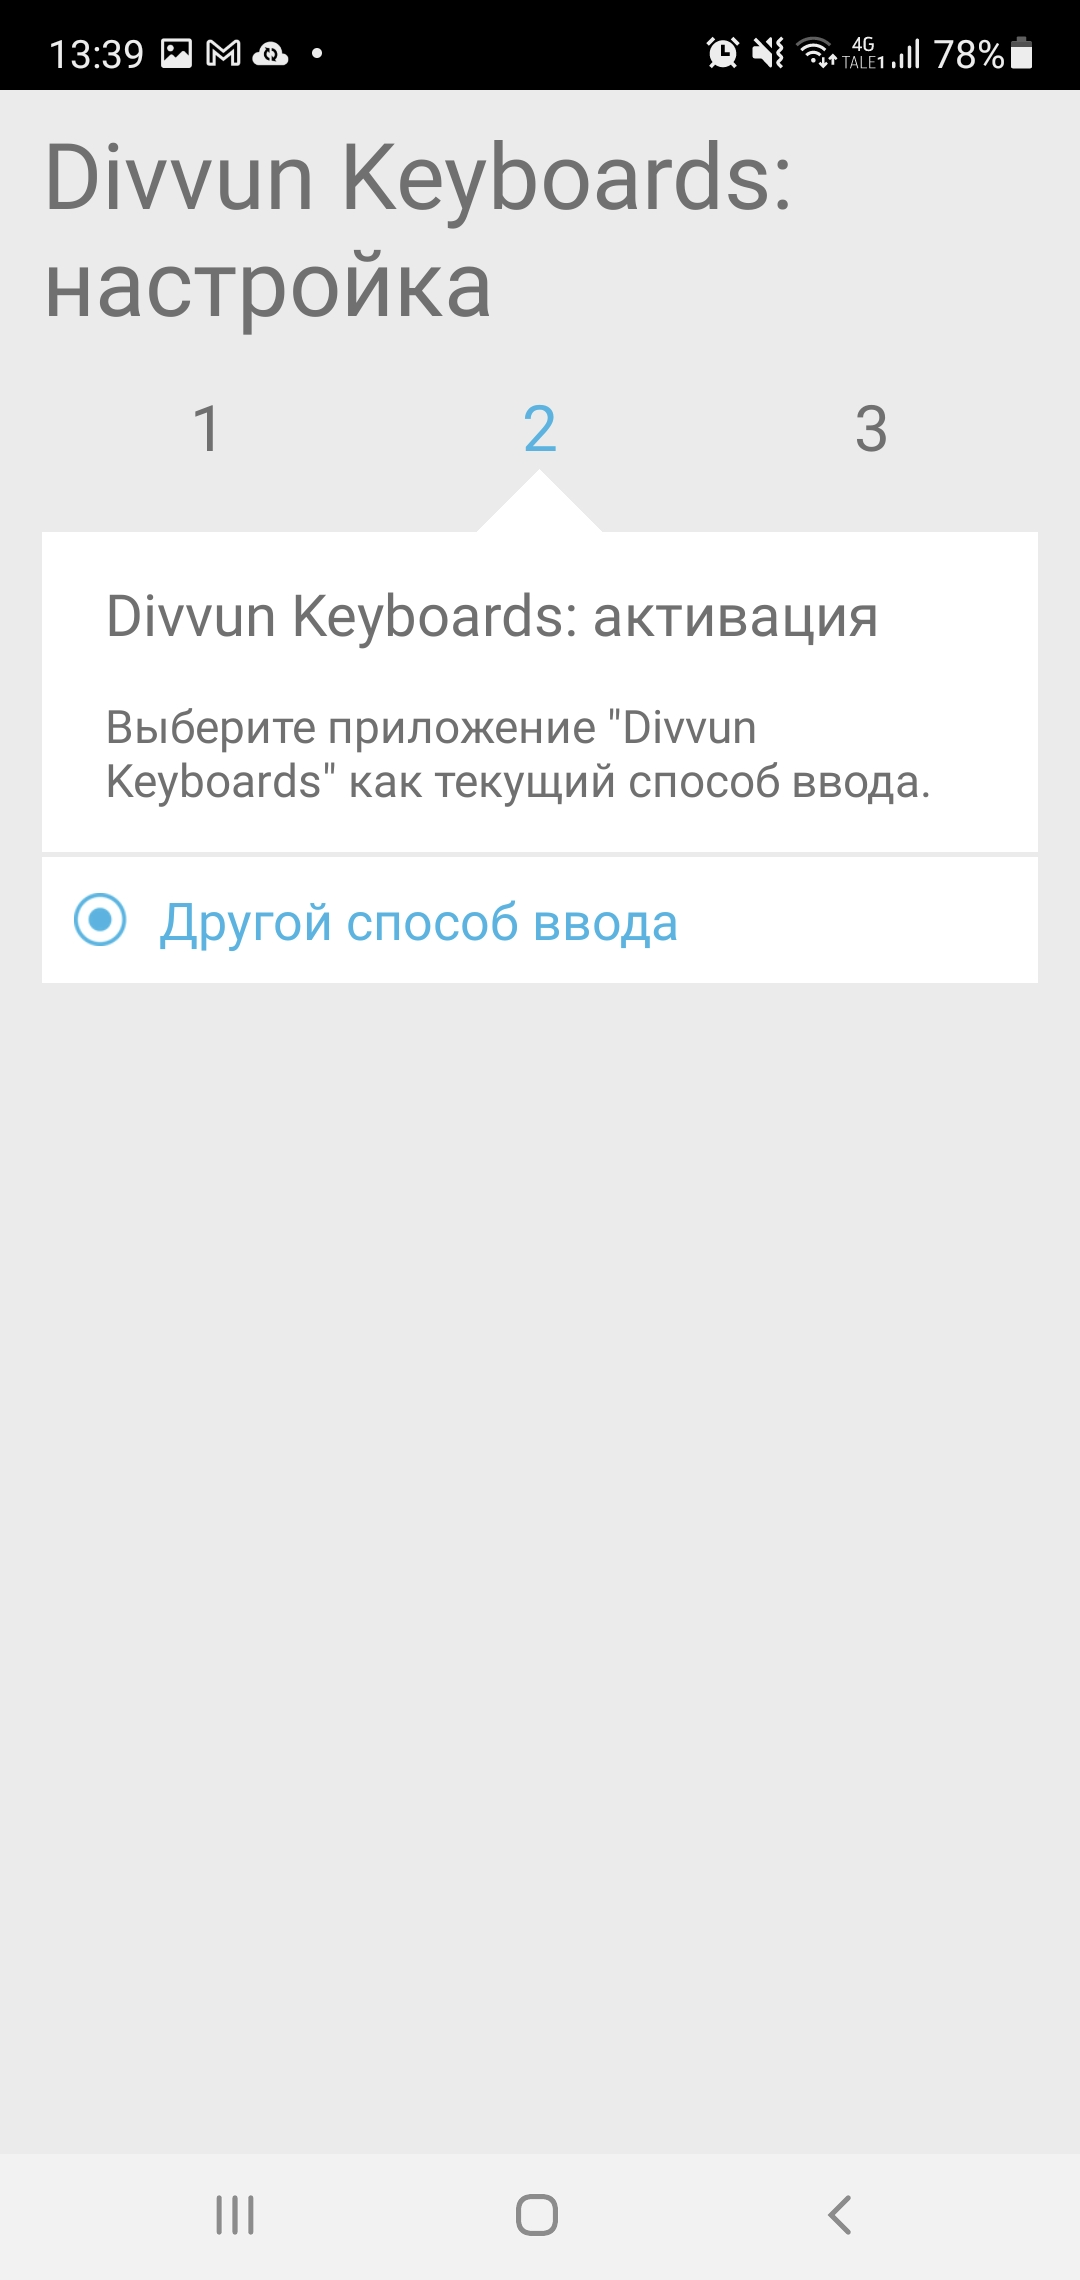 13:39
4G
TALE1
78%
Divvun Keyboards:
настройка
1 2 3
Divvun Keyboards: активация
Выберите приложение "Divvun
Keyboards" как текущий способ ввода.
Другой способ ввода